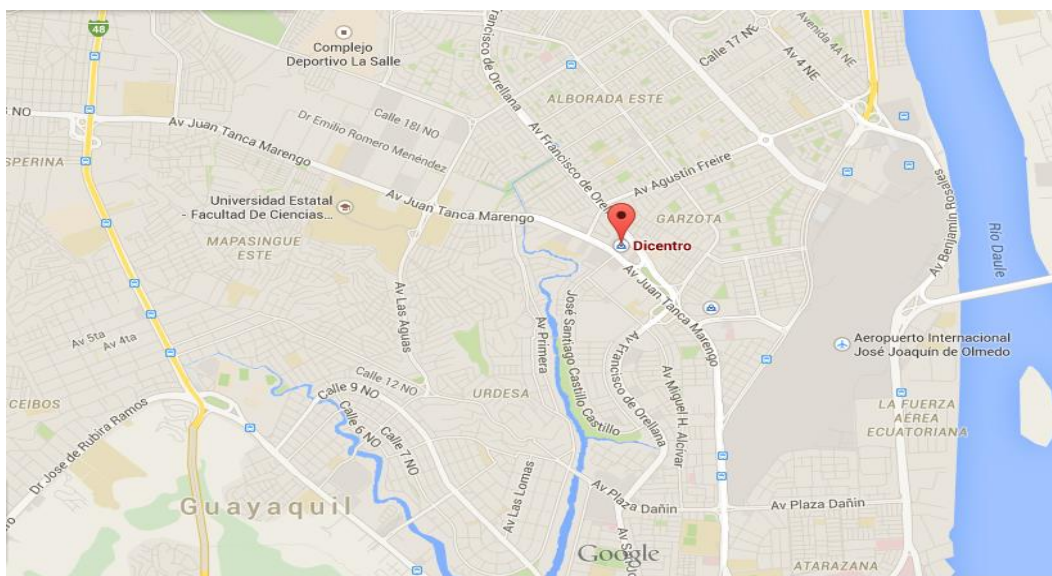 48
Complejo
Deportivo La Salle
Francisco de Orellana
Calle 17 NE
Avenida 4A NE
Av 4 NE
ALBORADA ESTE
NO
Calle 18I NO
Dr Emilio Romero Menéndez
Av Juan Tanca Marengo
Av Francisco de Orellana
SPERINA
Av Agustin Freire
Av Benjamin Rosales
Universidad Estatal
- Facultad De Ciencias...
Av Juan Tanca Marengo
GARZOTA
Rio Daule
MAPASINGUE
ESTE
Dicentro
Av Juan Tanca Marengo
Av Las Aguas
Av Primera
José Santiago Castillo Castillo
Av Francisco de Orellana
Av Miguel H. Alcivar
Aeropuerto Internacional
José Joaquín de Olmedo
Av 5ta
Av 4ta
Calle 12 NO
Calle 9 NO
URDESA
CEIBOS
Calle 6 NO
Calle 7 NO
LA FUERZA
AÉREA
ECUATORIANA
Dr Jose de Rubira Ramos
Guayaquil
Av Las Lomas
Av Plaza Dañin
Av Plaza Dañin
Google
ATARAZANA